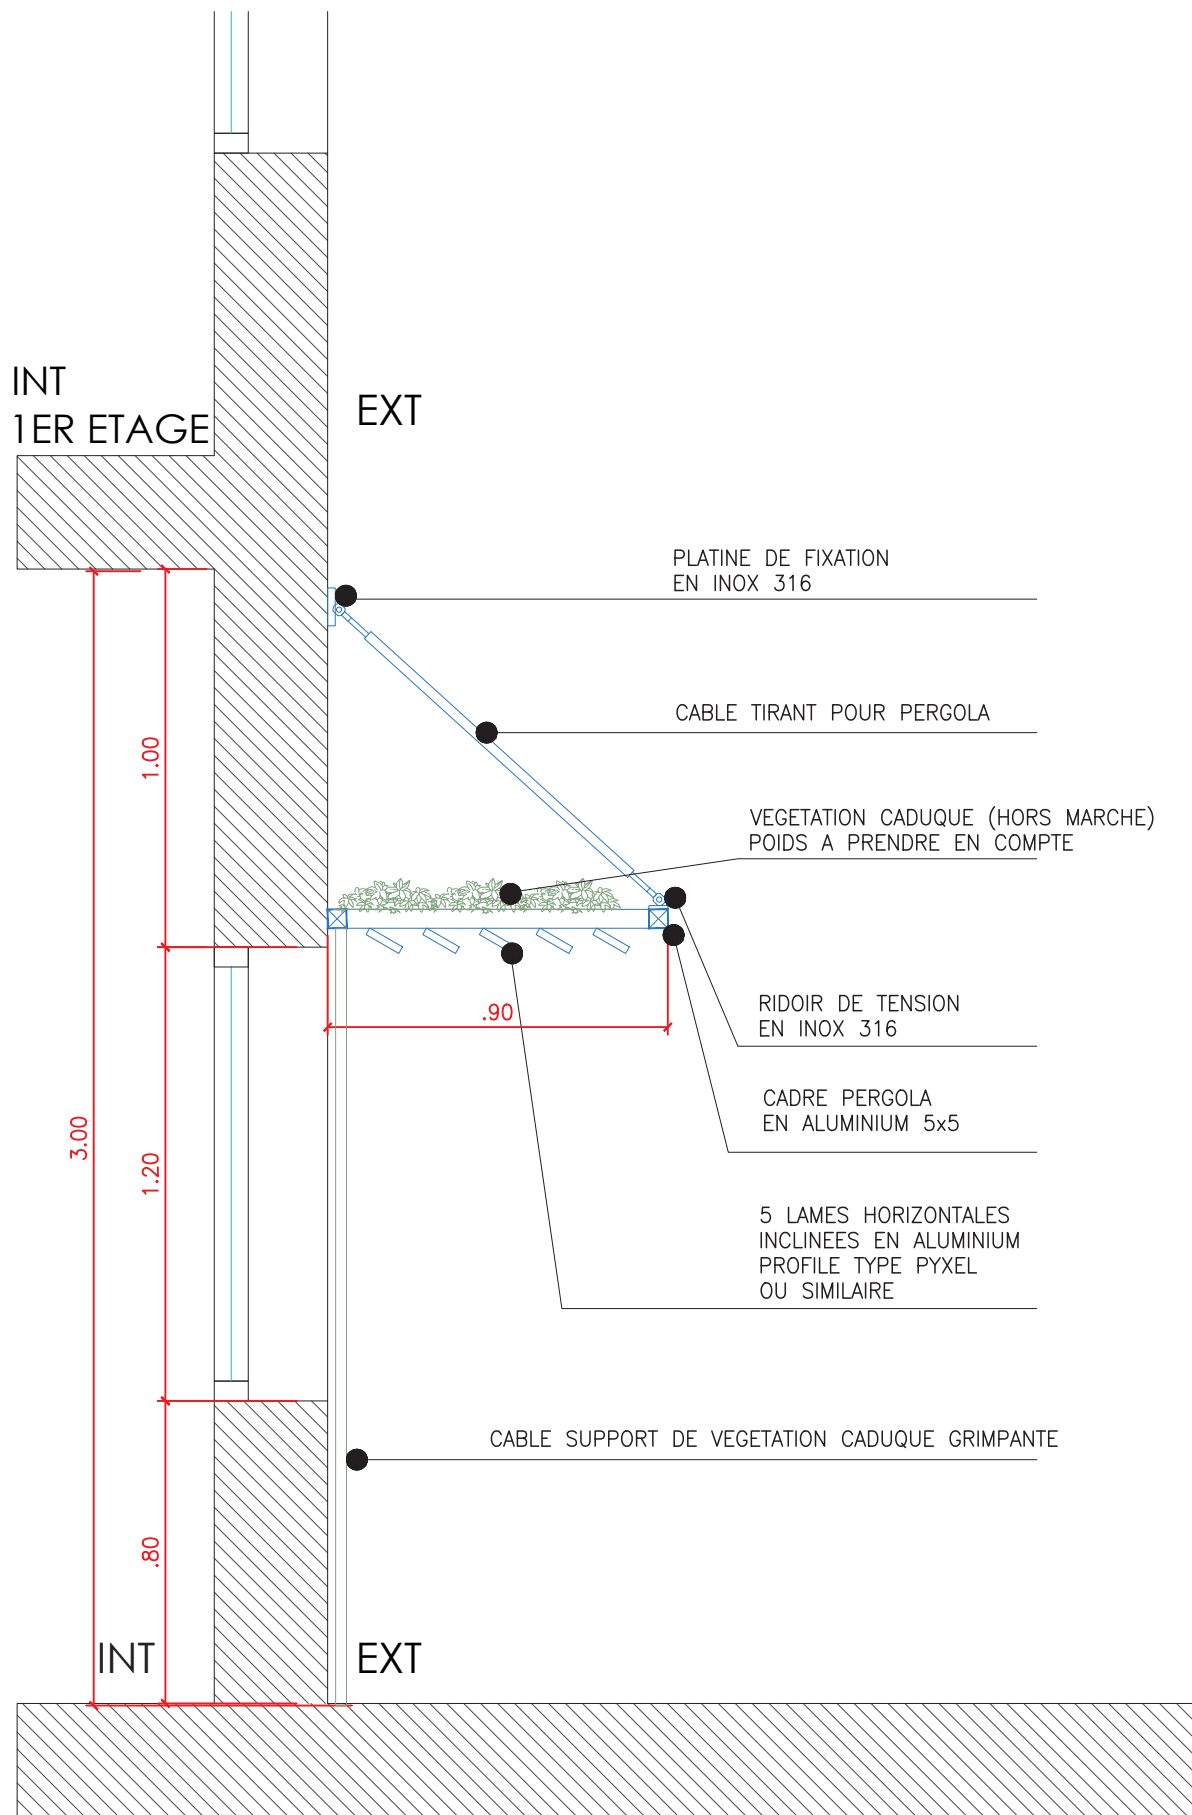 INT
1ER ETAGE
EXT
PLATINE DE FIXATION
EN INOX 316
CABLE TIRANT POUR PERGOLA
1.00
VEGETATION CADUQUE (HORS MARCHE)
POIDS A PRENDRE EN COMPTE
.90
RIDOIR DE TENSION
EN INOX 316
CADRE PERGOLA
EN ALUMINIUM 5x5
3.00
1.20
5 LAMES HORIZONTALES
INCLINEES EN ALUMINIUM
PROFILE TYPE PYXEL
OU SIMILAIRE
CABLE SUPPORT DE VEGETATION CADUQUE GRIMPANTE
.80
INT
EXT